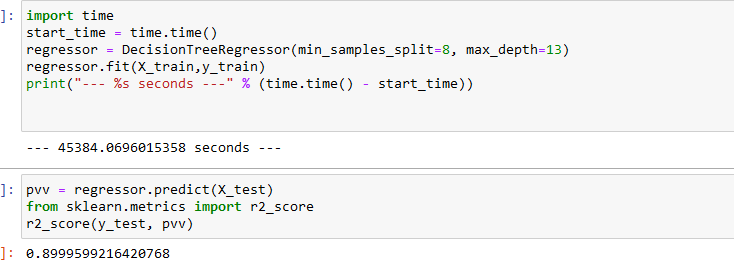 ]: import time
start_time = time.time()
regressor = DecisionTreeRegressor(min_samples_split=8, max_depth=13)
regressor.fit(X_train,y_train)
print("--- %s seconds ---" % (time.time() - start_time))
--- 45384.0696015358 seconds ---
]: pvv = regressor.predict(X_test)
from sklearn.metrics import r2_score
r2_score(y_test, pvv)
]: 0.8999599216420768